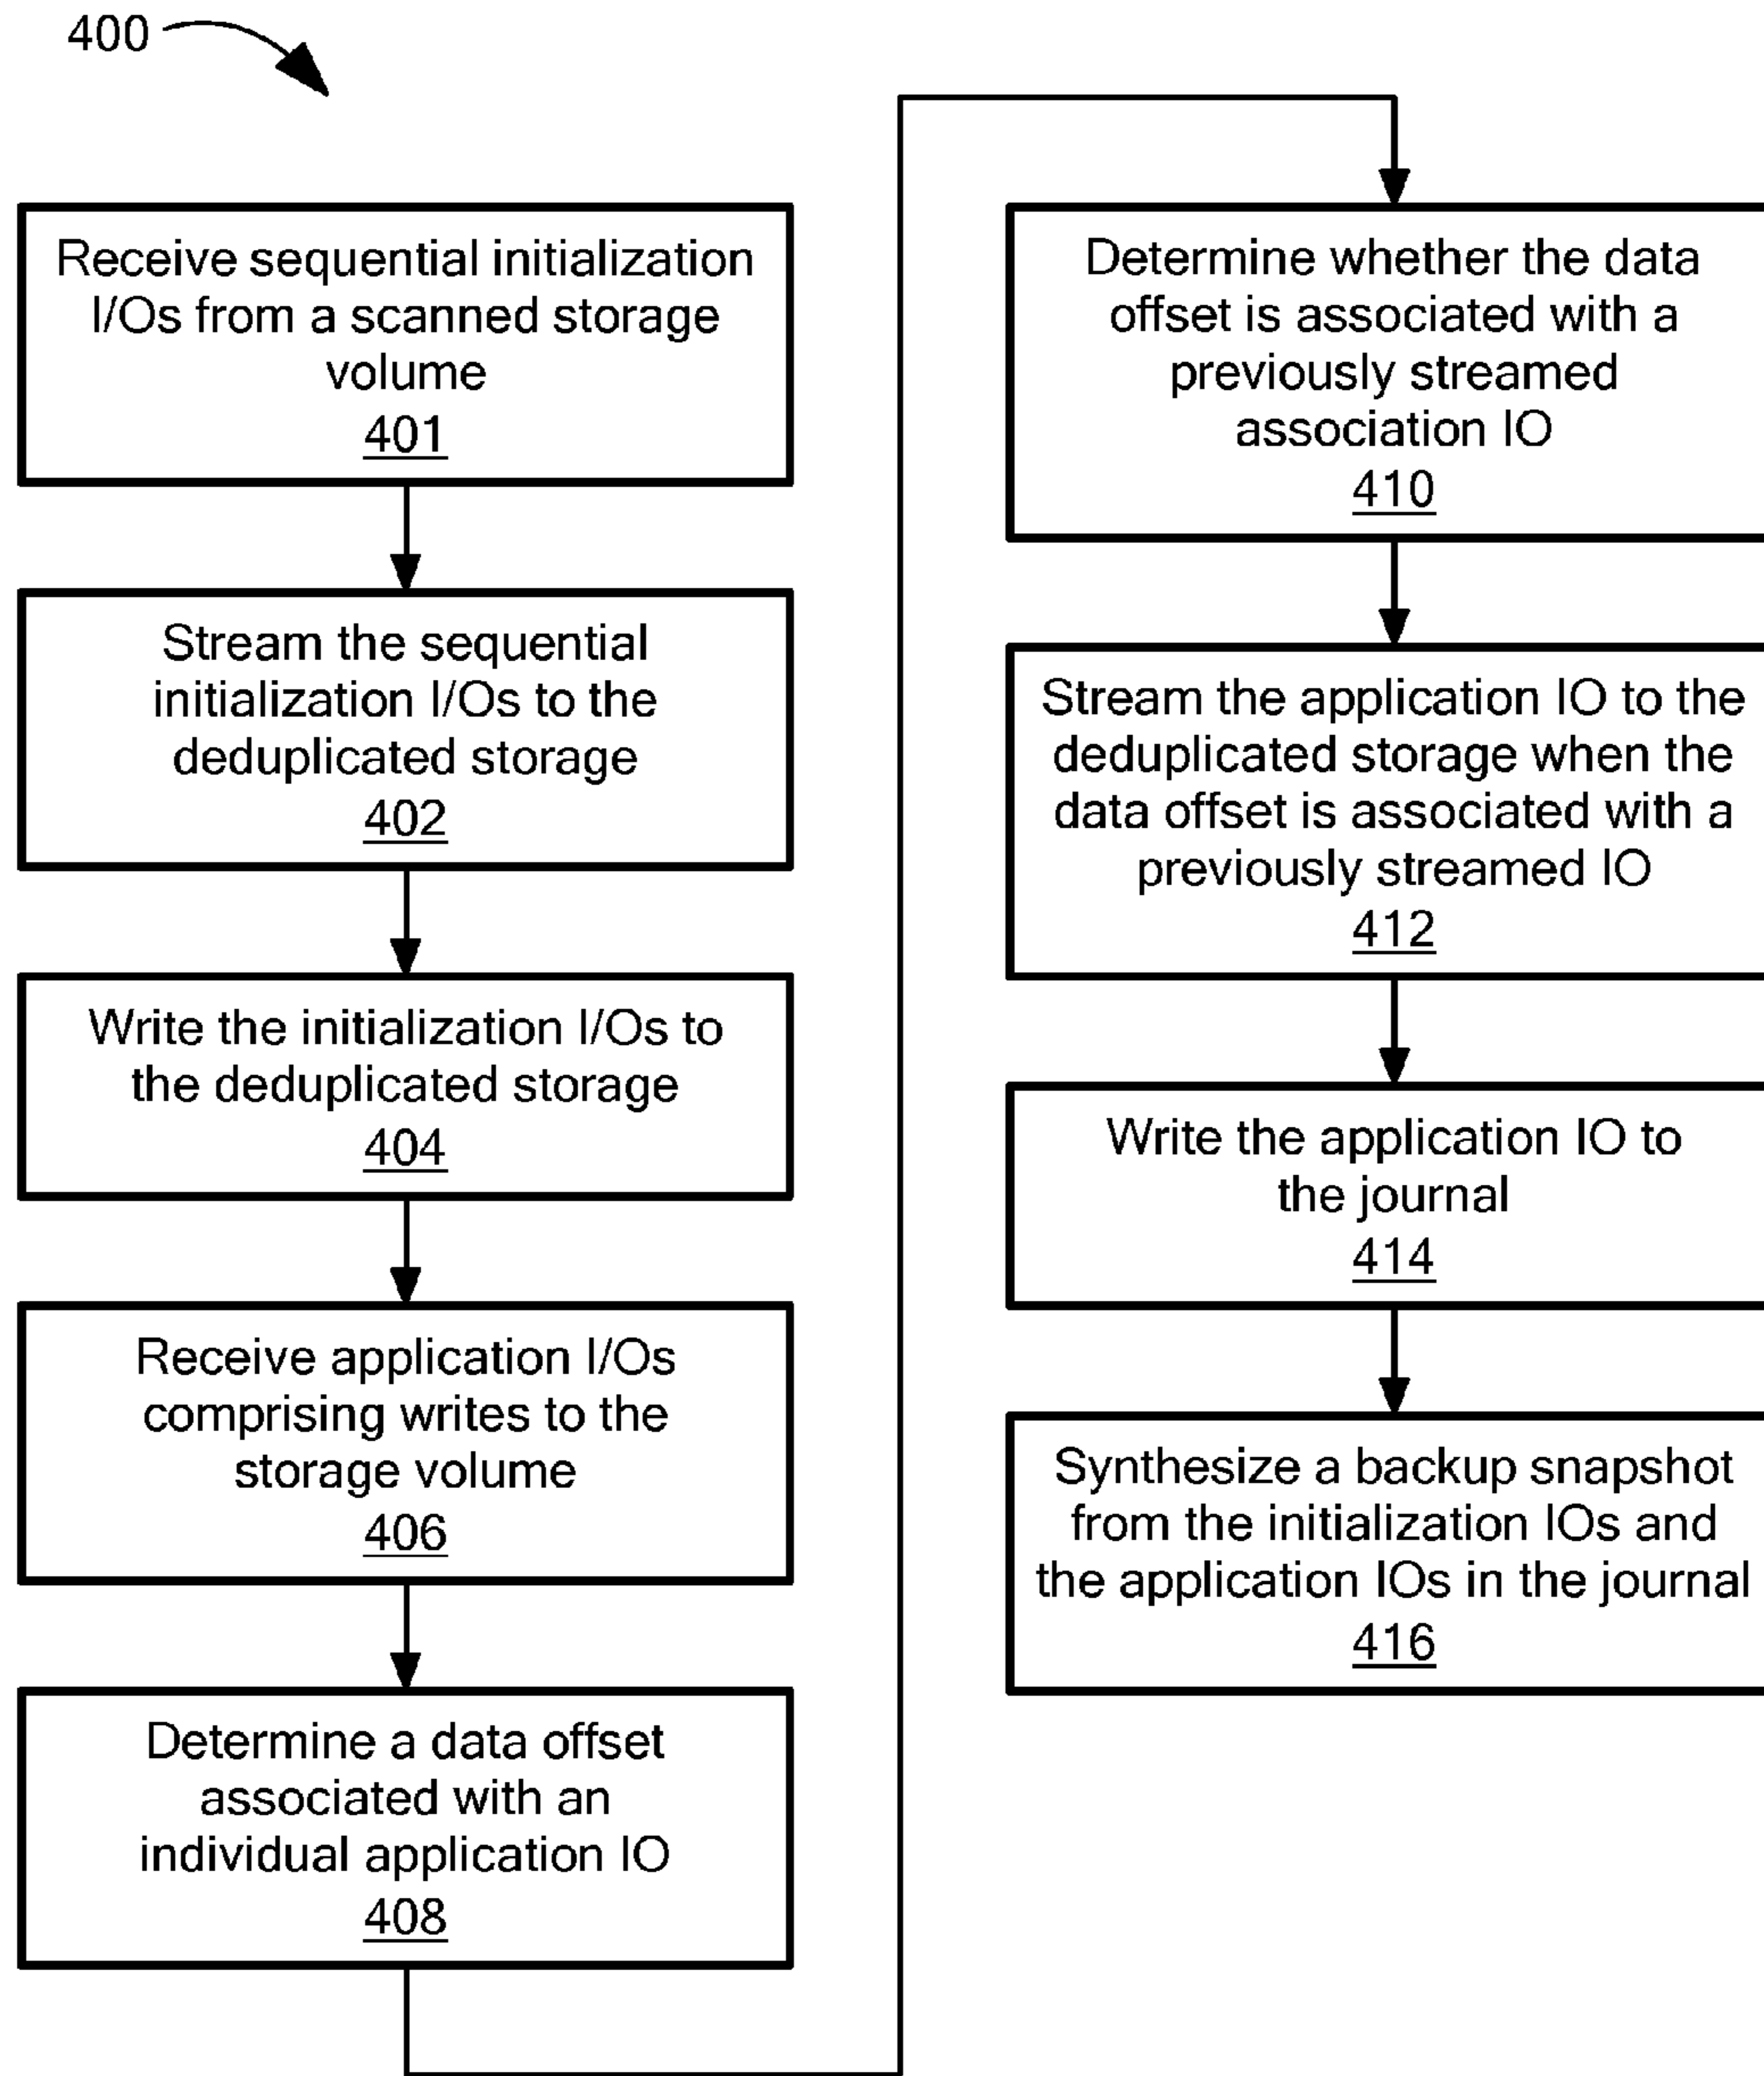 400
Receive sequential initialization
I/Os from a scanned storage
volume
401
Stream the sequential
initialization I/Os to the
deduplicated storage
402
Write the initialization I/Os to
the deduplicated storage
404
Receive application I/Os
comprising writes to the
storage volume
406
Determine a data offset
associated with an
individual application IO
408
Determine whether the data
offset is associated with a
previously streamed
association IO
410
Stream the application IO to the
deduplicated storage when the
data offset is associated with a
previously streamed IO
412
Write the application IO to
the journal
414
Synthesize a backup snapshot
from the initialization IOs and
the application IOs in the journal
416